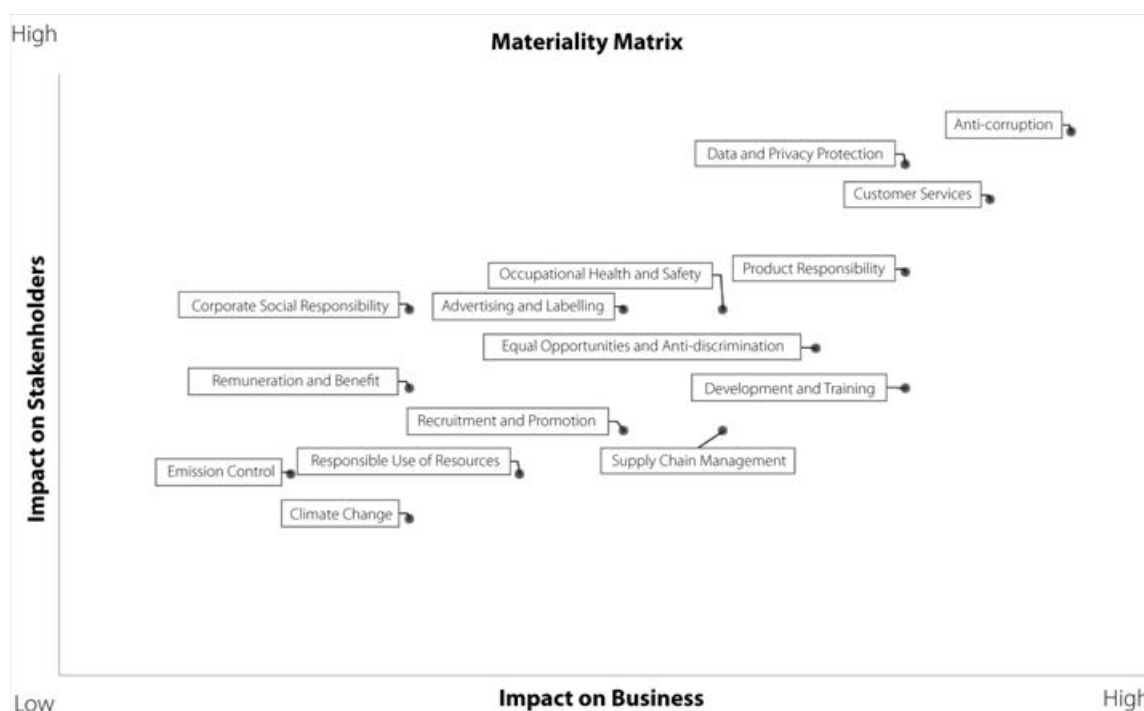 High
Materiality Matrix
Anti-corruption
Data and Privacy Protection
Customer Services
Product Responsibility
Occupational Health and Safety
Corporate Social Responsibility
Advertising and Labelling
Equal Opportunities and Anti-discrimination
Remuneration and Benefit
Development and Training
Recruitment and Promotion
Supply Chain Management
Responsible Use of Resources
Emission Control
Climate Change
Impact on Stakenholders
Low
Impact on Business
High